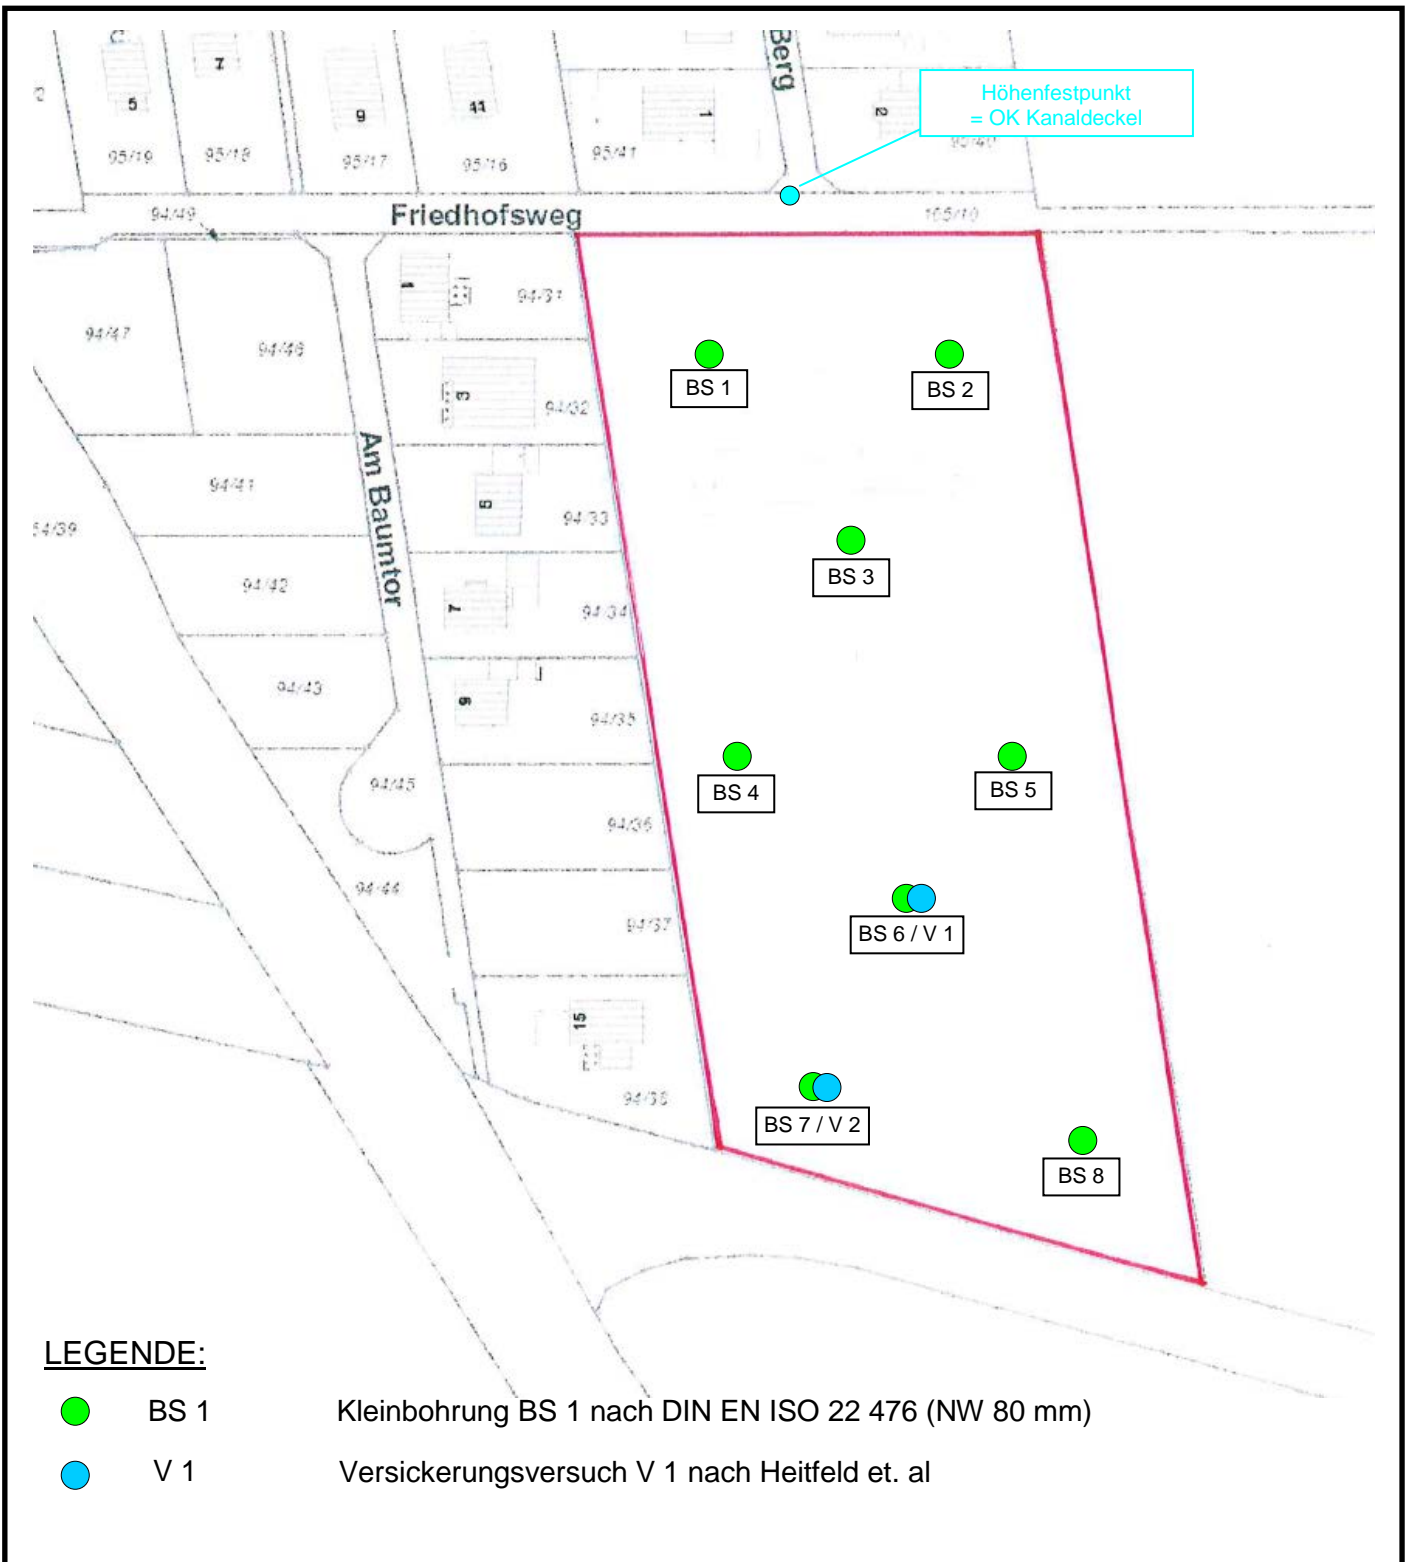 Berg
5
7
9
11
1
2
Höhenfestpunkt
= OK Kanaldeckel
95/19
95/18
95/17
95/16
95/41
95/40
94/49
Friedhofsweg
105/10
94/47
94/46
1
94/31
3
94/32
BS 1
BS 2
Am Baumtor
94/41
5
94/33
94/42
7
94/34
BS 3
94/43
9
94/35
94/45
BS 4
BS 5
94/36
94/44
94/37
BS 6 / V 1
15
94/38
BS 7 / V 2
BS 8
LEGENDE:
BS 1 Kleinbohrung BS 1 nach DIN EN ISO 22 476 (NW 80 mm)
V 1 Versickerungsversuch V 1 nach Heitfeld et. al